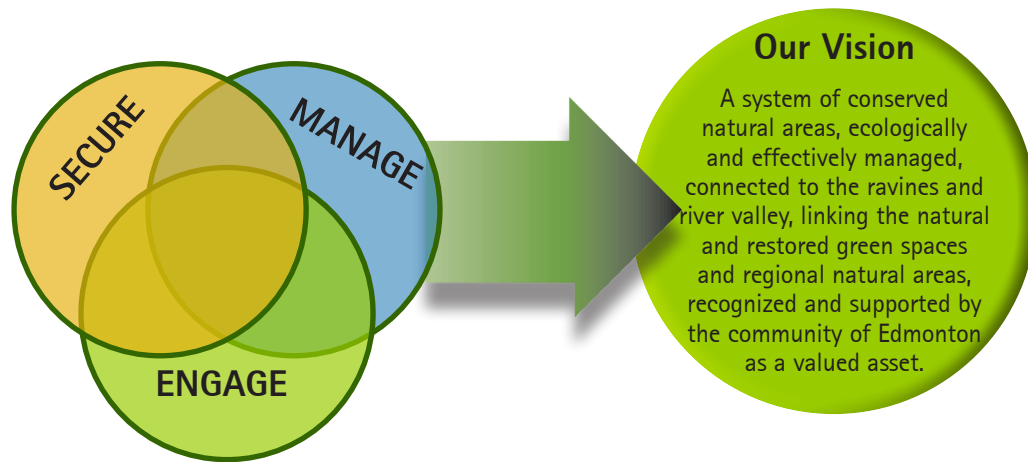 SECURE
MANAGE
ENGAGE
Our Vision
A system of conserved
natural areas, ecologically
and effectively managed,
connected to the ravines and
river valley, linking the natural
and restored green spaces
and regional natural areas,
recognized and supported by
the community of Edmonton
as a valued asset.